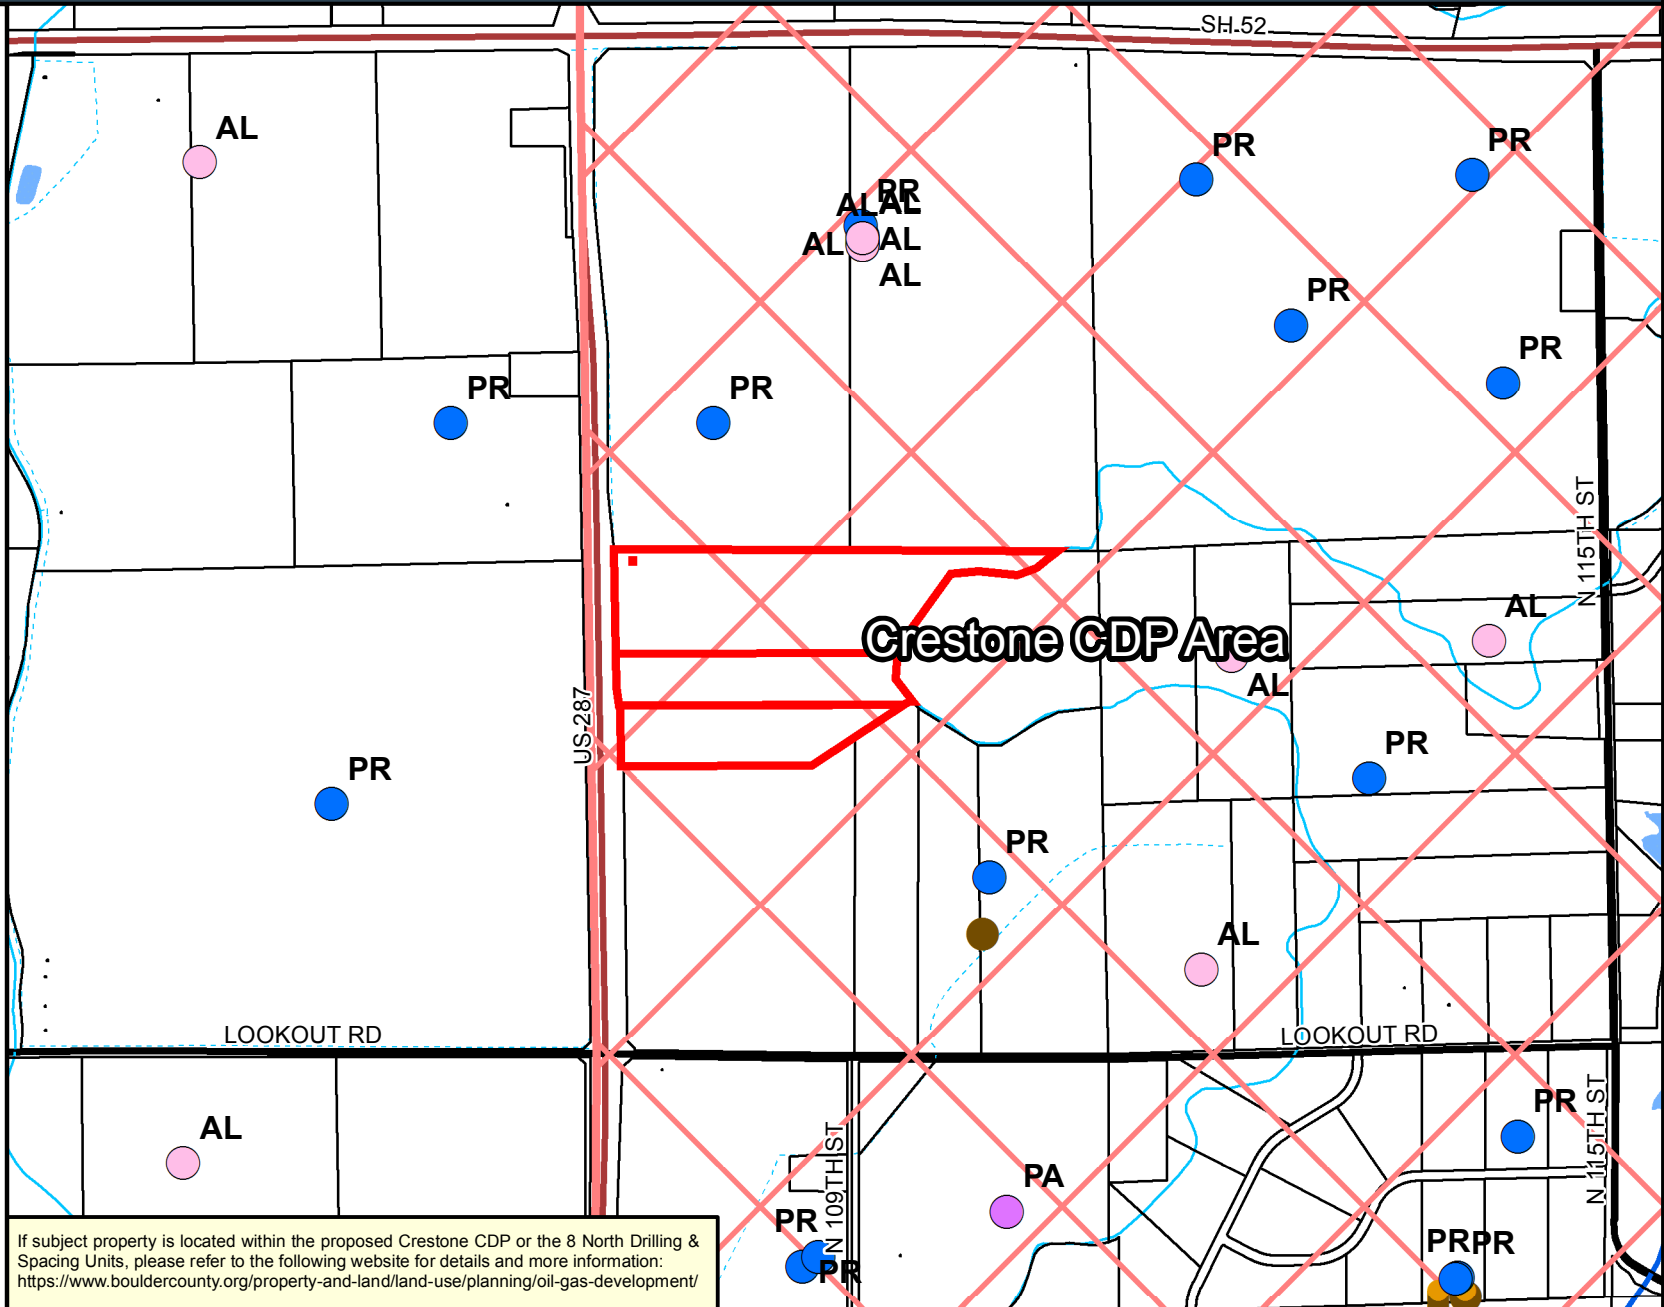 SH 52
AL
PR
PR
PR
AL
AL
AL
AL
AL
PR
PR
PR
PR
N 115TH ST
AL
Crestone CDP Area
AL
US 287
PR
PR
PR
AL
LOOKOUT RD
LOOKOUT RD
AL
PR
N 115TH ST
N 109TH ST
PA
PR
PR
PR
PR
If subject property is located within the proposed Crestone CDP or the 8 North Drilling &
Spacing Units, please refer to the following website for details and more information:
https://www.bouldercounty.org/property-and-land/land-use/planning/oil-gas-development/